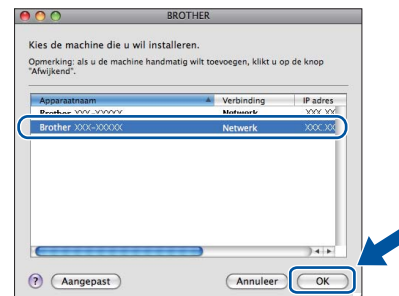 BROTHER
Kies de machine die u wil installeren.
Opmerking: als u de machine handmatig wilt toevoegen, klikt u op de knop
"Afwijkend".
Apparaatnaam Verbinding IP adres
Brother XXX-XXXXX Netwerk XXX.XX
Brother XXX-XXXXX Netwerk XXX.XX
? Aangepast Annuleer OK